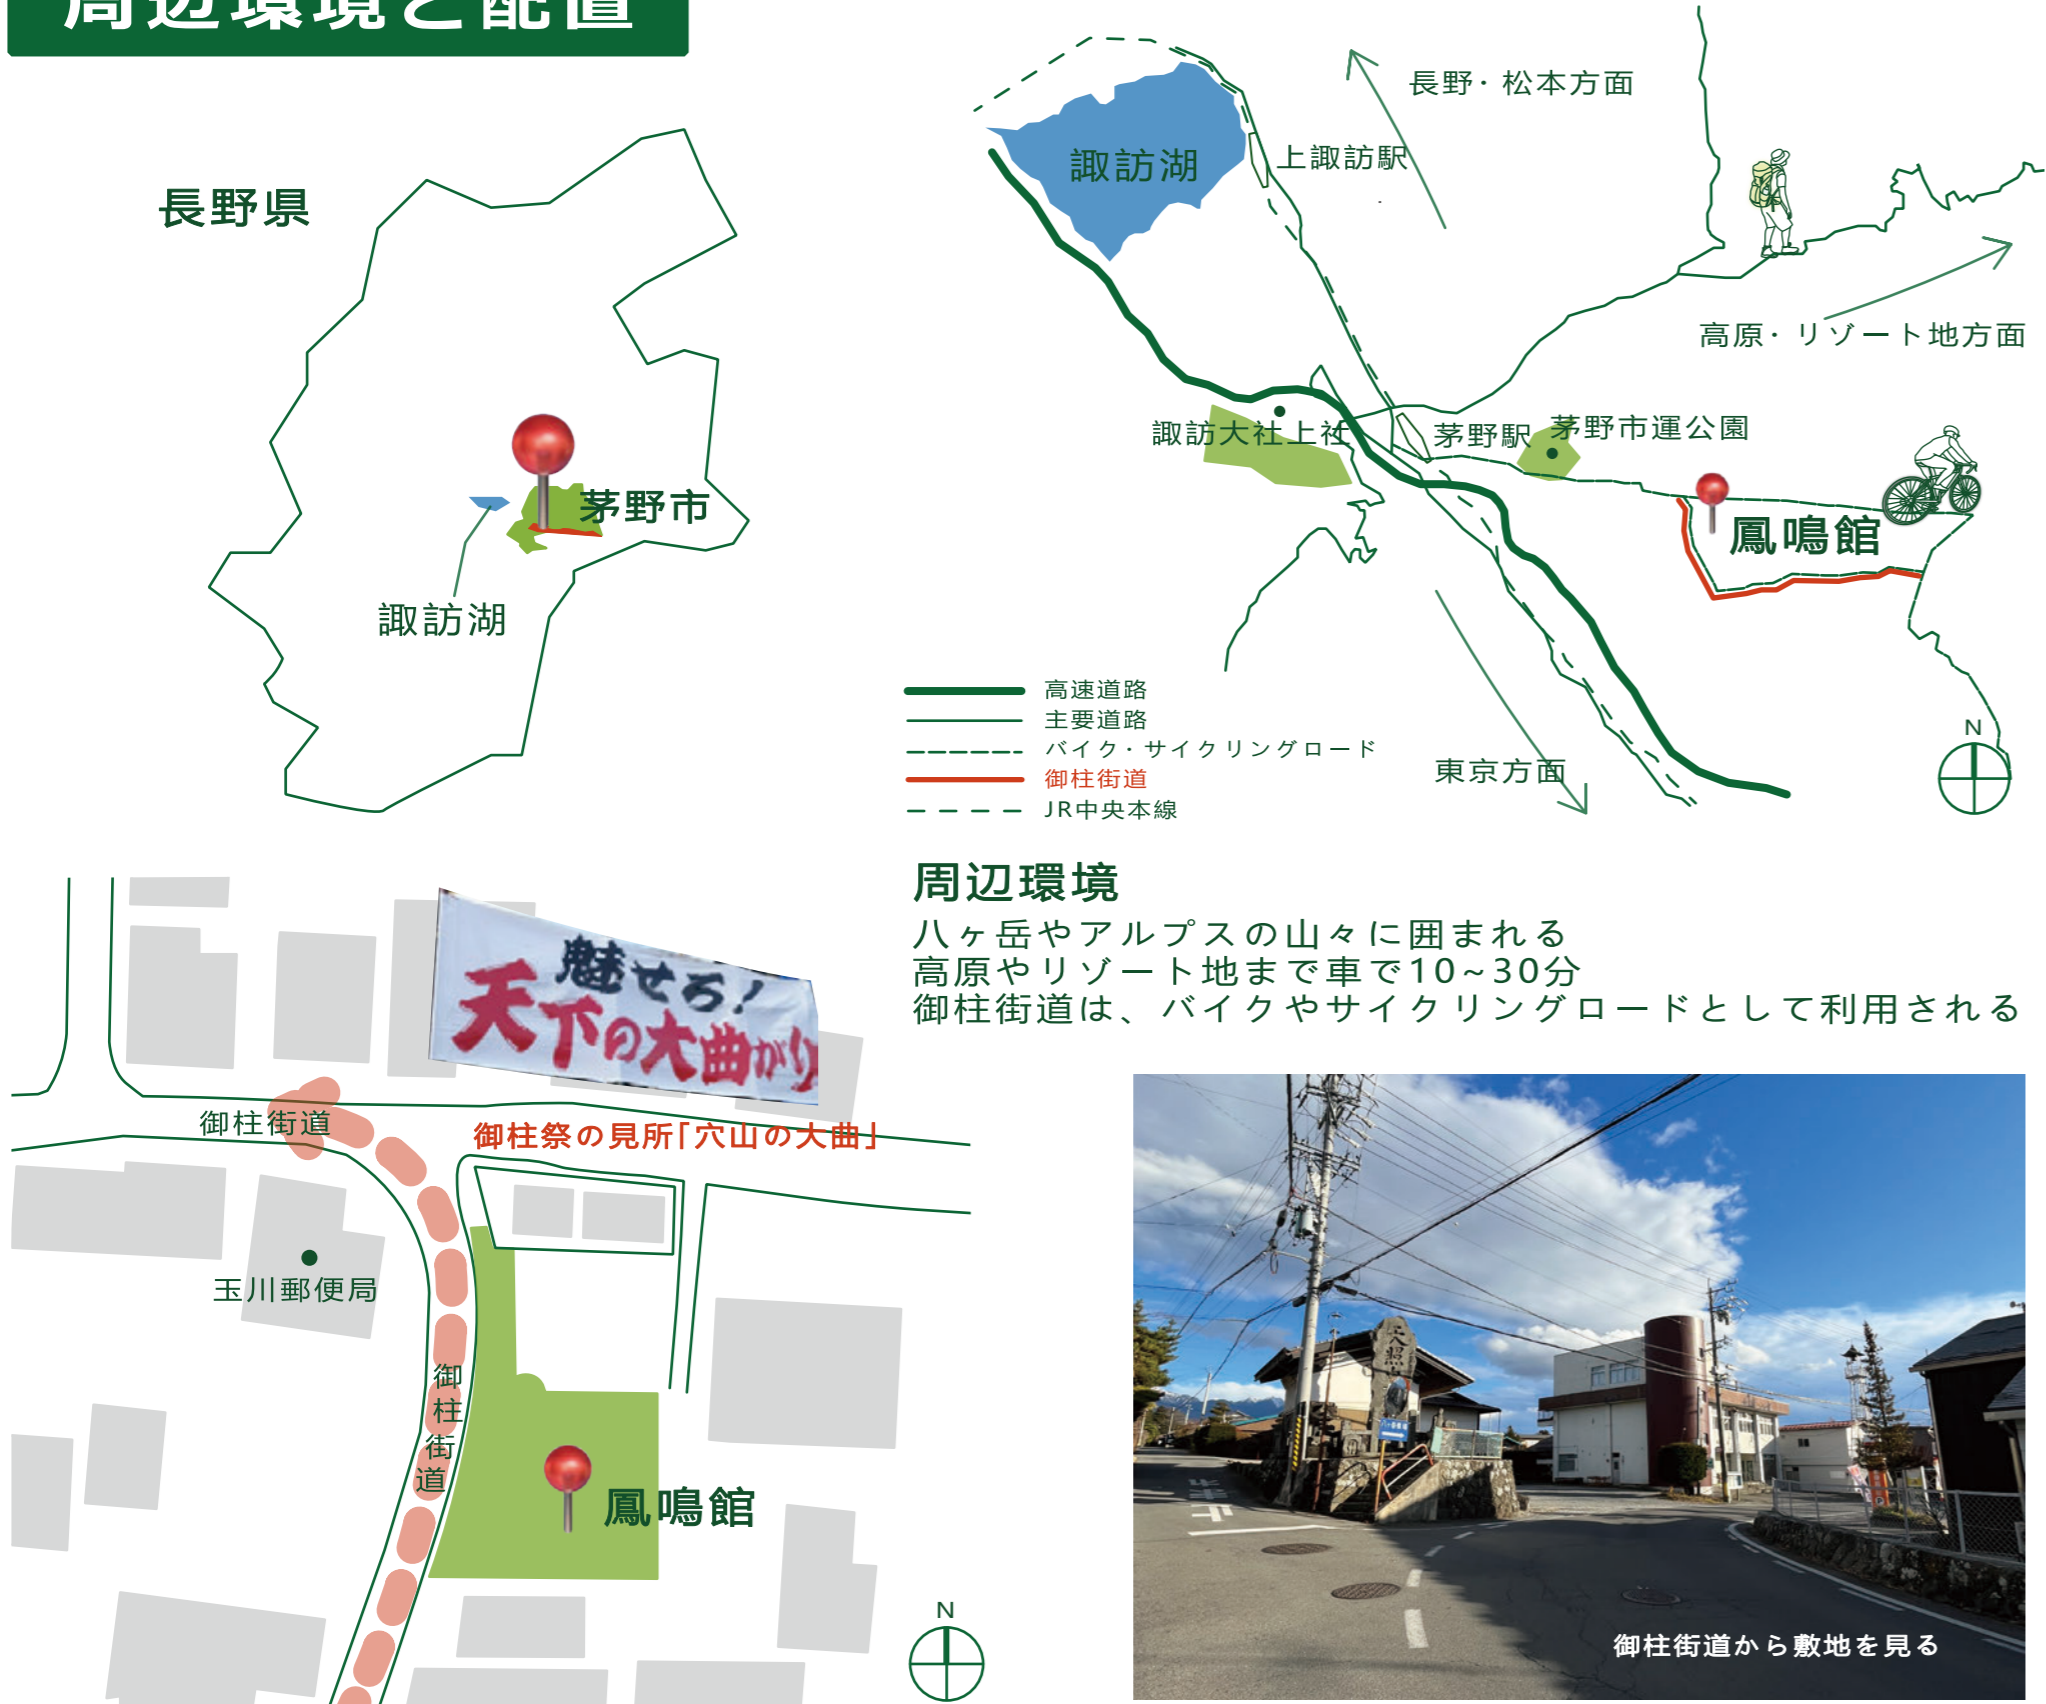 周辺環境と配置
長野県
茅野市
諏訪湖
諏訪湖
上諏訪駅
長野・松本方面
高原・リゾート地方面
諏訪大社上社
茅野駅
茅野市運公園
鳳鳴館
東京方面
N
高速道路
主要道路
バイク・サイクリングロード
御柱街道
JR中央本線
周辺環境
八ヶ岳やアルプスの山々に囲まれる
高原やリゾート地まで車で10~30分
御柱街道は、バイクやサイクリングロードとして利用される
魅せろ!
天下の大曲がり
御柱街道
御柱祭の見所「穴山の大曲」
玉川郵便局
御柱街道
鳳鳴館
N
御柱街道から敷地を見る